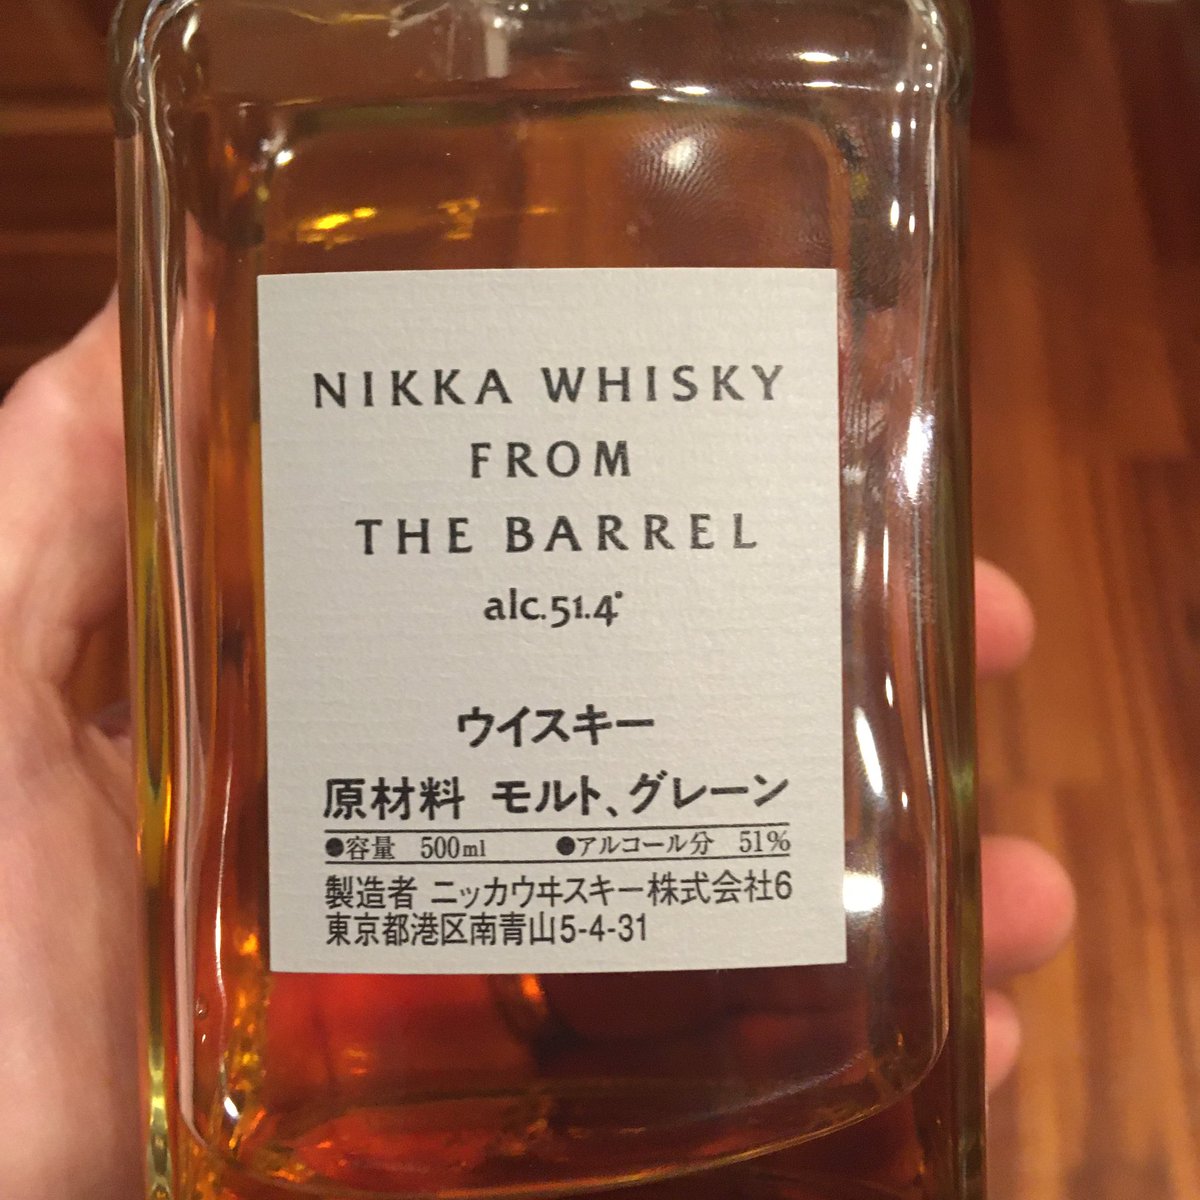 NIKKA WHISKY
FROM
THE BARREL
alc.51.4°
ウイスキー
原材料 モルト、グレーン
●容量 500ml ●アルコール分 51%
製造者 ニッカウヰスキー株式会社6
東京都港区南青山5-4-31